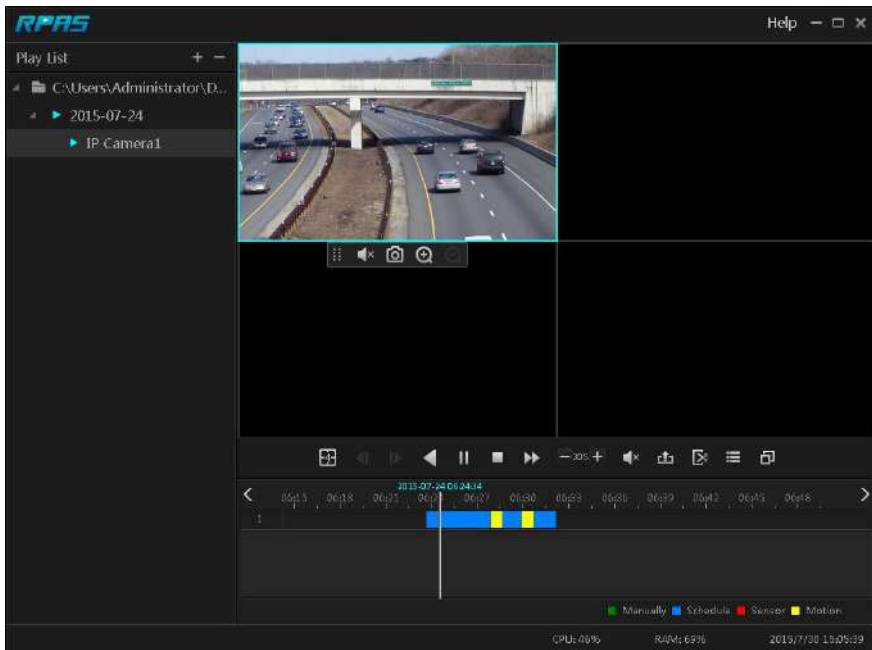 RPAS
Help
Play List + −
C:\Users\Administrator\D...
2015-07-24
IP Camera1
− 30S +
2015-07-24 06:24:34
06:15 06:18 06:21 06:24 06:27 06:30 06:33 06:36 06:39 06:42 06:45 06:48
1
Manually Schedule Sensor Motion
CPU: 46% RAM: 69% 2015/7/30 15:05:39